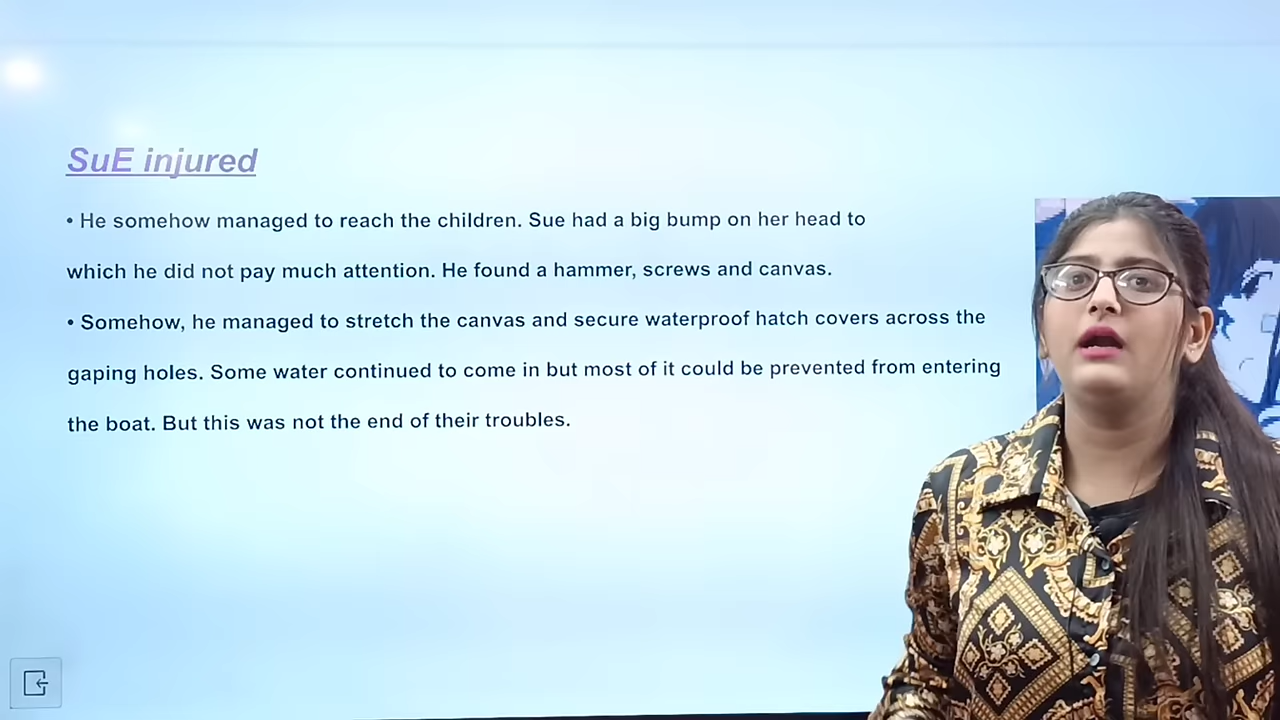 SuE injured
• He somehow managed to reach the children. Sue had a big bump on her head to
which he did not pay much attention. He found a hammer, screws and canvas.
• Somehow, he managed to stretch the canvas and secure waterproof hatch covers across the
gaping holes. Some water continued to come in but most of it could be prevented from entering
the boat. But this was not the end of their troubles.